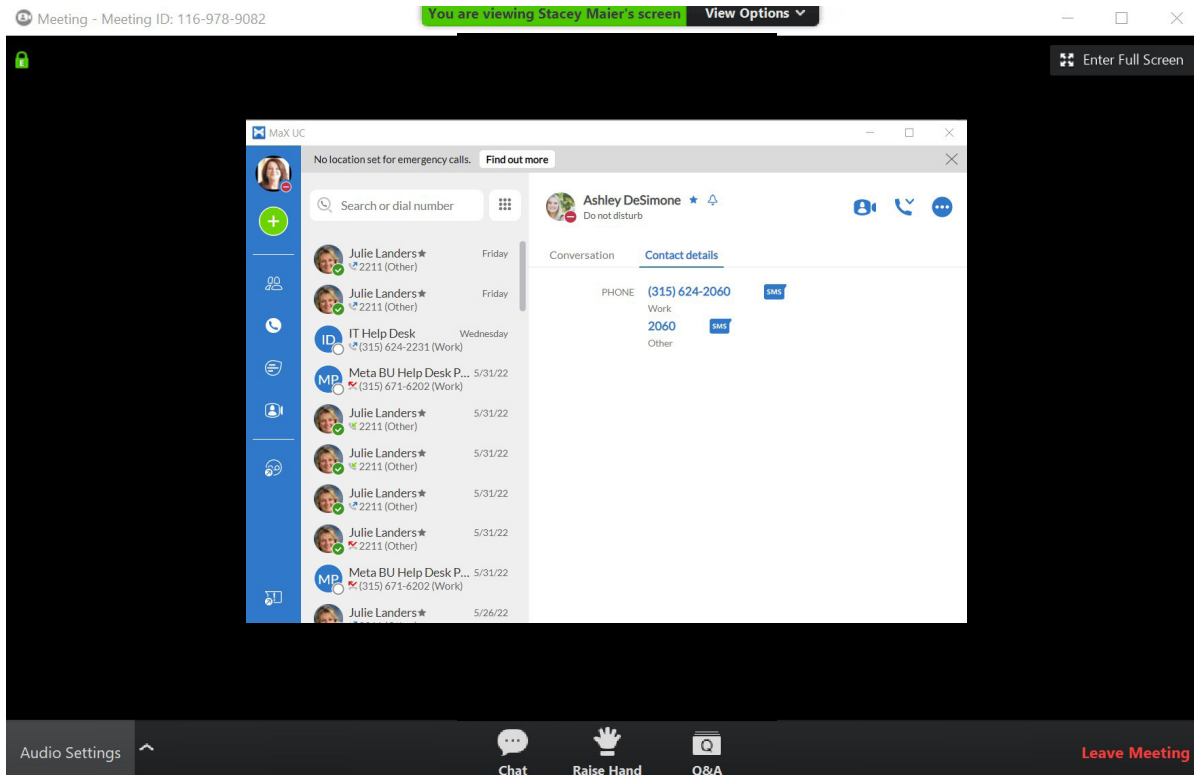 Meeting - Meeting ID: 116-978-9082
You are viewing Stacey Maier's screen View Options
Enter Full Screen
MaX UC
No location set for emergency calls. Find out more
Search or dial number
Julie Landers★ Friday
2211 (Other)
Julie Landers★ Friday
2211 (Other)
ID IT Help Desk Wednesday
(315) 624-2231 (Work)
MP Meta BU Help Desk P... 5/31/22
(315) 671-6202 (Work)
Julie Landers★ 5/31/22
2211 (Other)
Julie Landers★ 5/31/22
2211 (Other)
Julie Landers★ 5/31/22
2211 (Other)
Julie Landers★ 5/31/22
2211 (Other)
MP Meta BU Help Desk P... 5/31/22
(315) 671-6202 (Work)
Julie Landers★ 5/26/22
Ashley DeSimone ★
Do not disturb
Conversation Contact details
PHONE (315) 624-2060 SMS
Work
2060 SMS
Other
Audio Settings
Chat Raise Hand Q&A
Leave Meeting